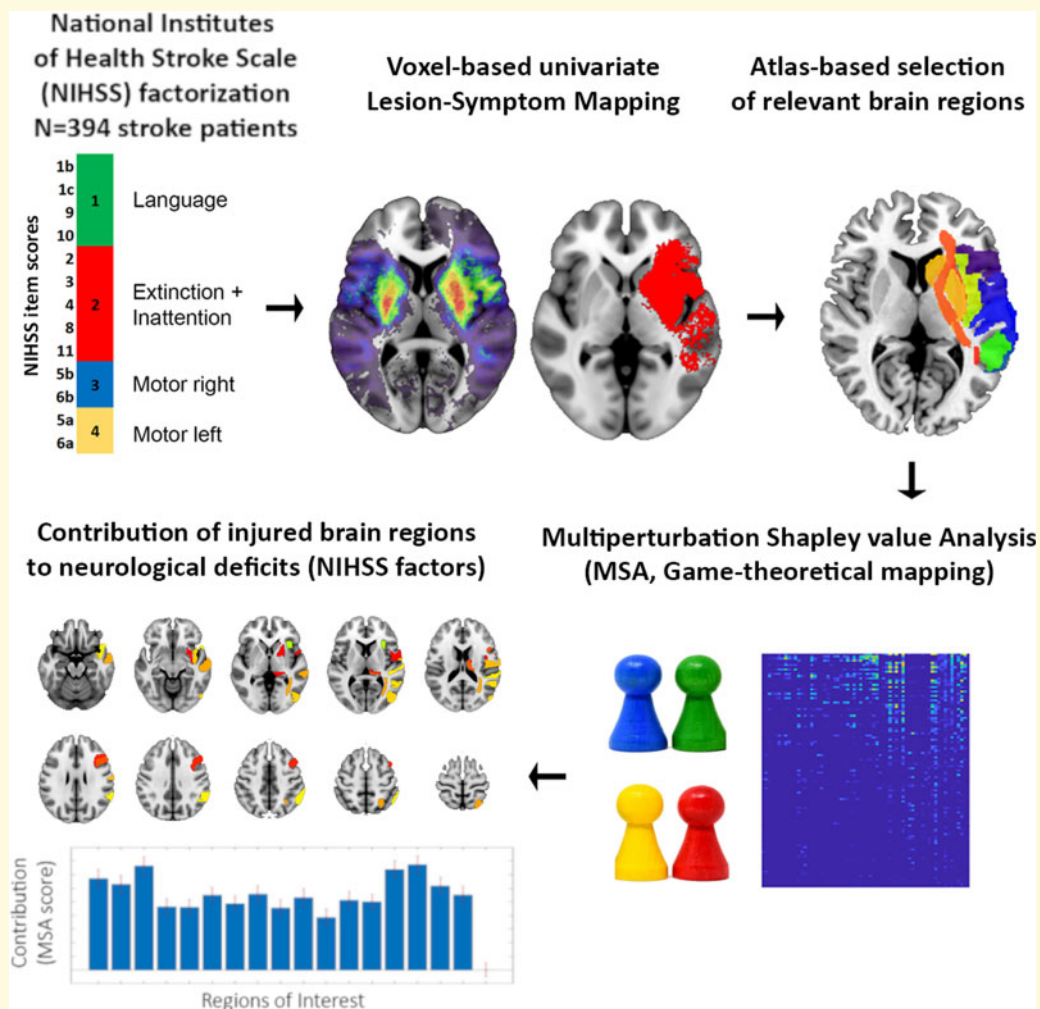 National Institutes
of Health Stroke Scale
(NIHSS) factorization
N=394 stroke patients
Voxel-based univariate
Lesion-Symptom Mapping
Atlas-based selection
of relevant brain regions
NIHSS item scores
1b
1c
9
10
2
3
4
8
11
5b
6b
5a
6a
1
2
3
4
Language
Extinction +
Inattention
Motor right
Motor left
Contribution of injured brain regions
to neurological deficits (NIHSS factors)
Multiperturbation Shapley value Analysis
(MSA, Game-theoretical mapping)
Contribution
(MSA score)
Regions of Interest